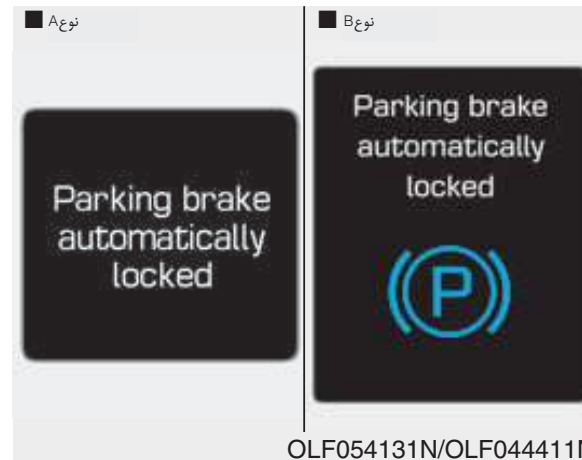 ■ نوعA
■ نوعB
Parking brake
automatically
locked
Parking brake
automatically
locked
P
OLF054131N/OLF044411N